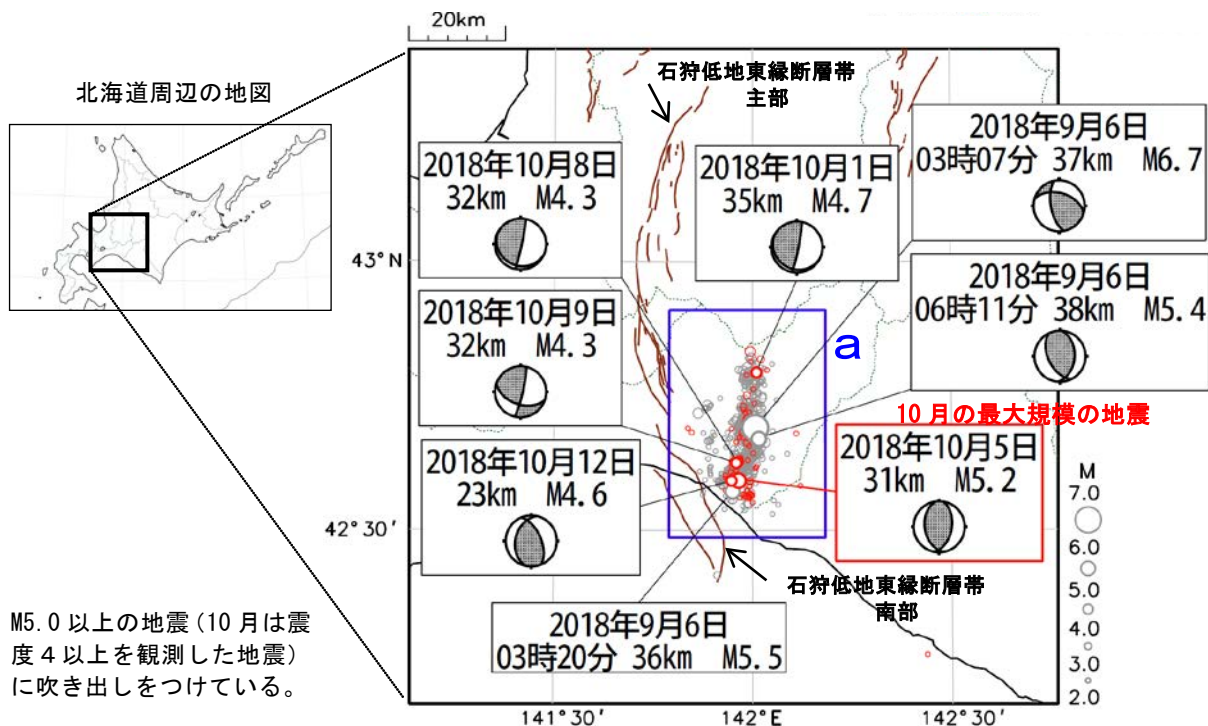 20km
北海道周辺の地図
石狩低地東縁断層帯
主部
2018年9月6日
03時07分 37km M6.7
2018年10月8日
32km M4.3
2018年10月1日
35km M4.7
43°N
2018年9月6日
06時11分 38km M5.4
2018年10月9日
32km M4.3
a
10月の最大規模の地震
2018年10月5日
31km M5.2
2018年10月12日
23km M4.6
42°30′
石狩低地東縁断層帯
南部
2018年9月6日
03時20分 36km M5.5
M5.0以上の地震(10月は震
度4以上を観測した地震)
に吹き出しをつけている。
M
7.0
6.0
5.0
4.0
3.0
2.0
141°30′
142°E
142°30′